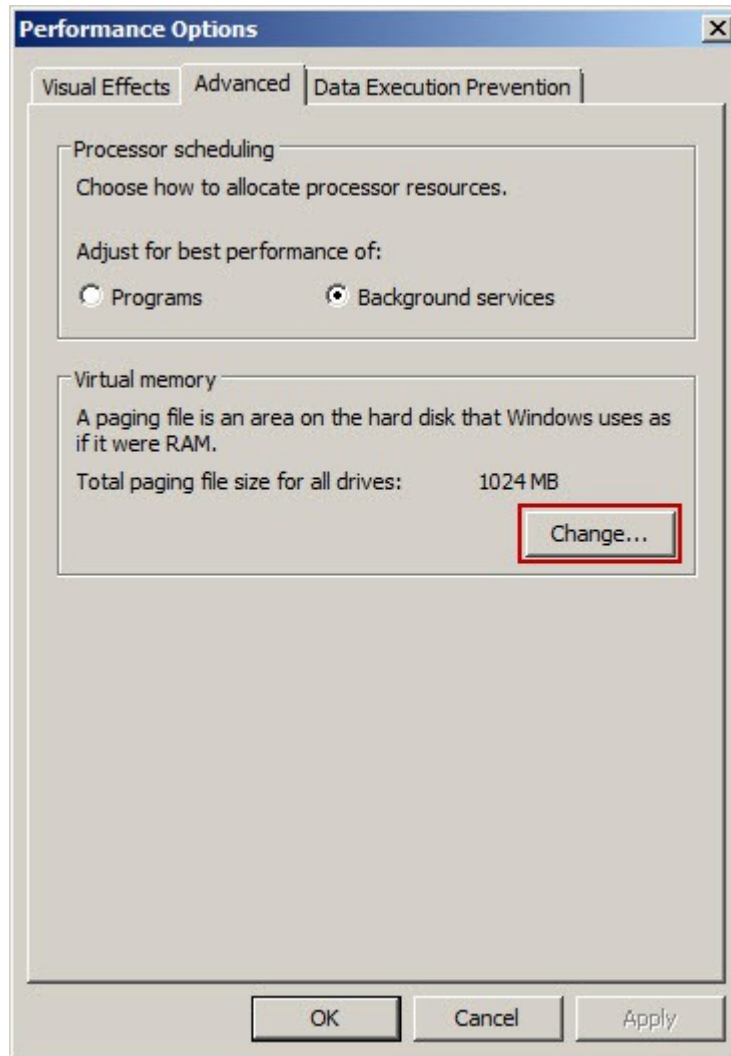 Performance Options
Visual Effects
Advanced
Data Execution Prevention
Processor scheduling
Choose how to allocate processor resources.
Adjust for best performance of:
Programs
Background services
Virtual memory
A paging file is an area on the hard disk that Windows uses as
if it were RAM.
Total paging file size for all drives: 1024 MB
Change...
OK
Cancel
Apply